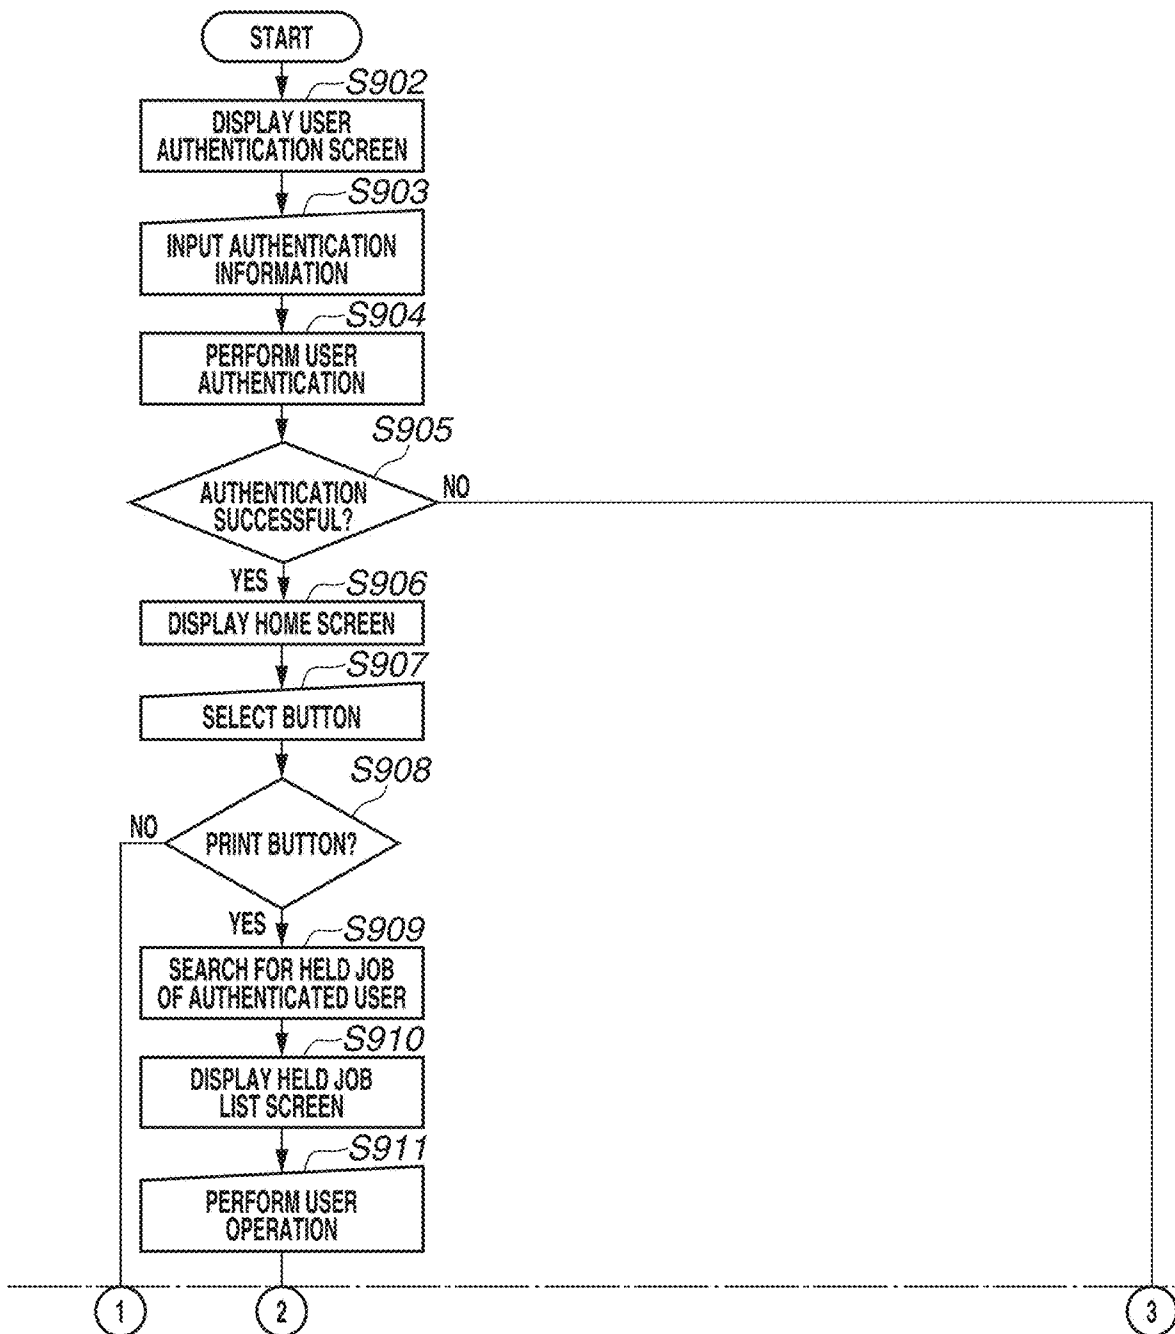 START
S902
DISPLAY USER
AUTHENTICATION SCREEN
S903
INPUT AUTHENTICATION
INFORMATION
S904
PERFORM USER
AUTHENTICATION
S905
AUTHENTICATION
SUCCESSFUL?
NO
YES
S906
DISPLAY HOME SCREEN
S907
SELECT BUTTON
S908
NO
PRINT BUTTON?
YES
S909
SEARCH FOR HELD JOB
OF AUTHENTICATED USER
S910
DISPLAY HELD JOB
LIST SCREEN
S911
PERFORM USER
OPERATION
1
2
3